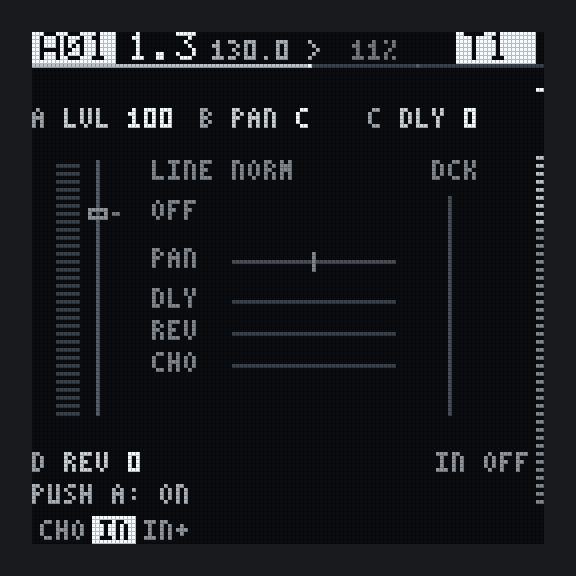 A01 1.3 130.0 > 11% T1
A LVL 100 B PAN C C DLY 0
LINE NORM DCK
OFF
PAN
DLY
REV
CHO
D REV 0 IN OFF
PUSH A: ON
CHO IN IN+